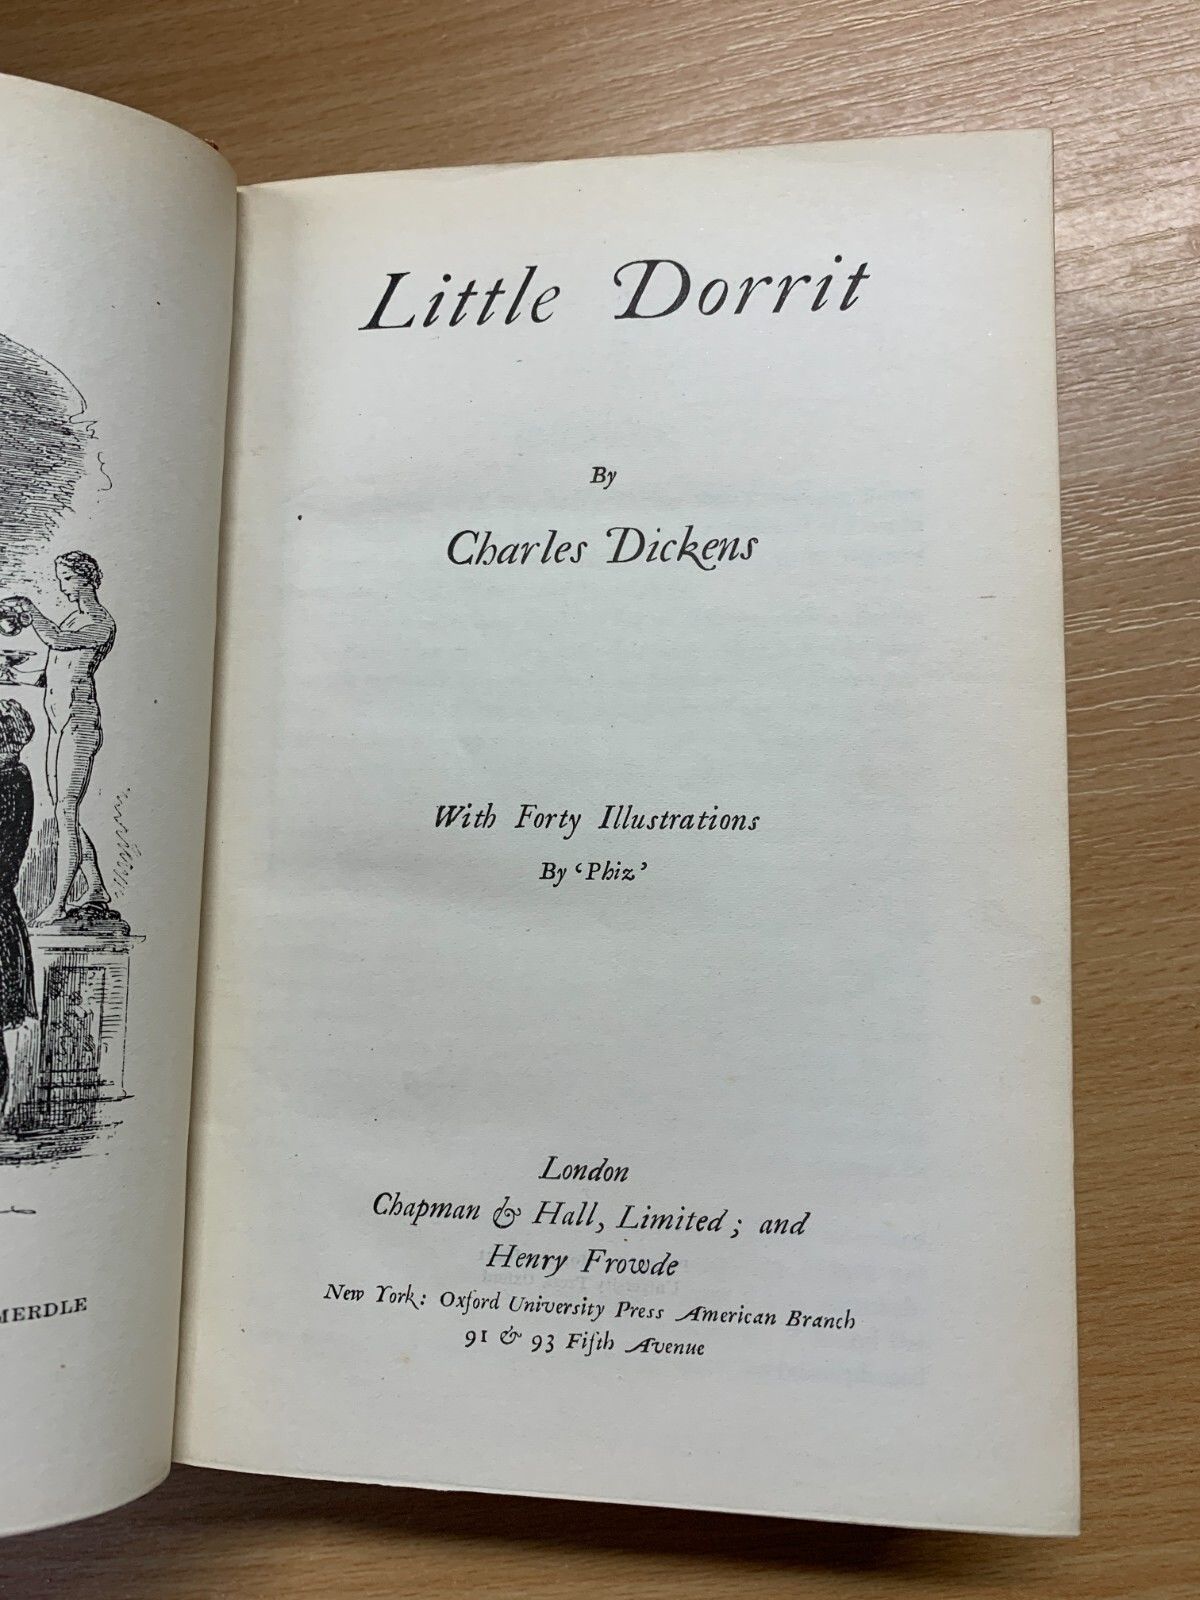 MERDLE
Little Dorrit
By
Charles Dickens
With Forty Illustrations
By ‘Phiz’
London
Chapman & Hall, Limited; and
Henry Frowde
New York: Oxford University Press American Branch
91 & 93 Fifth Avenue